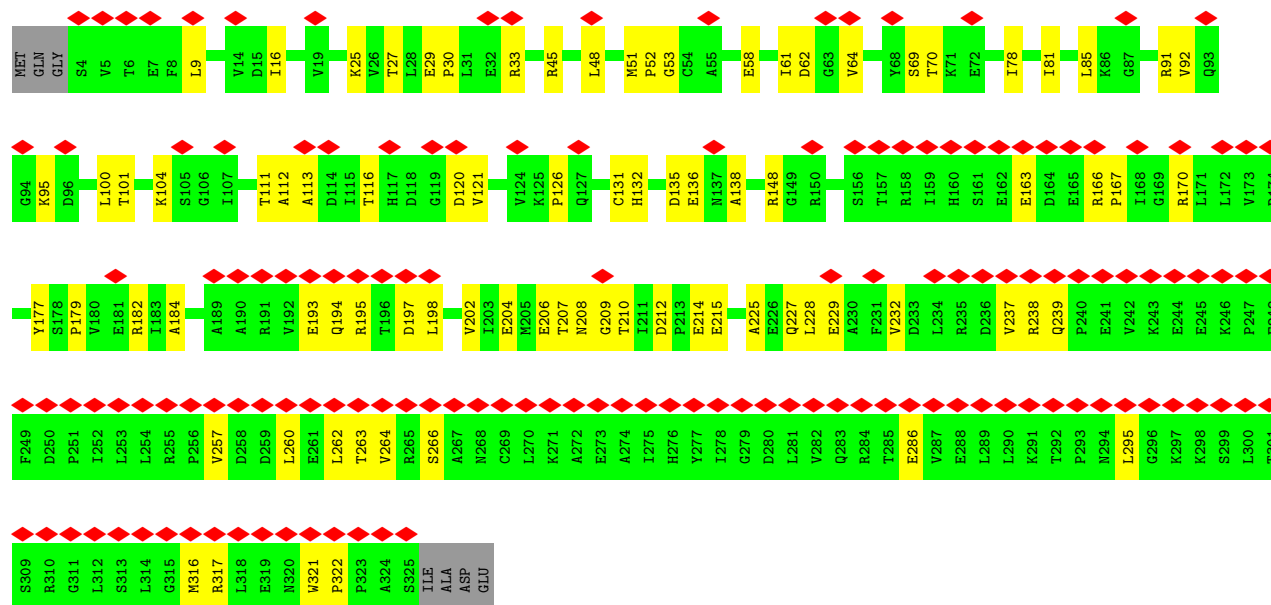 MET GLN GLY S4 V5 T6 E7 F8 L9 V14 D15 I16 V19 K25 V26 T27 L28 E29 P30 L31 E32 R33 R45 L48 M51 P52 G53 C54 A55 E58 I61 D62 G63 V64 Y68 S69 T70 K71 E72 I78 I81 L85 K86 G87 R91 V92 Q93
G94 K95 D96 L100 T101 K104 S105 G106 I107 T111 A112 A113 D114 I115 T116 H117 D118 G119 D120 V121 V124 K125 P126 Q127 C131 H132 D135 E136 N137 A138 R148 G149 R150 S156 T157 R158 I159 H160 S161 E162 E163 D164 E165 R166 P167 I168 G169 R170 L171 L172 V173
Y177 S178 P179 V180 E181 R182 I183 A184 A189 A190 R191 V192 E193 Q194 R195 T196 D197 L198 V202 I203 E204 M205 E206 T207 N208 G209 T210 I211 D212 P213 E214 E215 A225 E226 Q227 L228 E229 A230 F231 V232 D233 L234 R235 D236 V237 R238 Q239 P240 E241 V242 K243 E244 E245 K246 P247
F249 D250 P251 I252 L253 L254 R255 P256 V257 D258 D259 L260 E261 L262 T263 V264 R265 S266 A267 N268 C269 L270 K271 A272 E273 A274 I275 H276 Y277 I278 G279 D280 L281 V282 Q283 R284 T285 E286 V287 E288 L289 L290 K291 T292 P293 N294 L295 G296 K297 K298 S299 L300
S309 R310 G311 L312 S313 L314 G315 M316 R317 L318 E319 N320 W321 P322 P323 A324 S325 ILE ALA ASP GLU